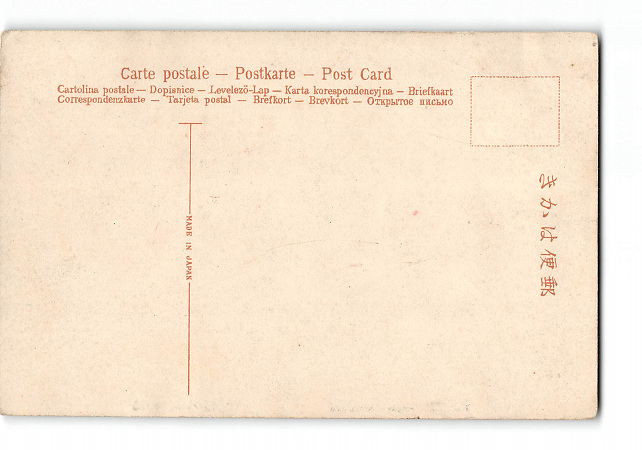 Carte postale — Postkarte — Post Card
Cartolina postale — Dopisnice — Levelező-Lap — Karta korespondencyjna — Briefkaart
Correspondenzkarte — Tarjeta postal — Brefkort — Brevkort — Открытое письмо
MADE IN JAPAN
きかは便郵